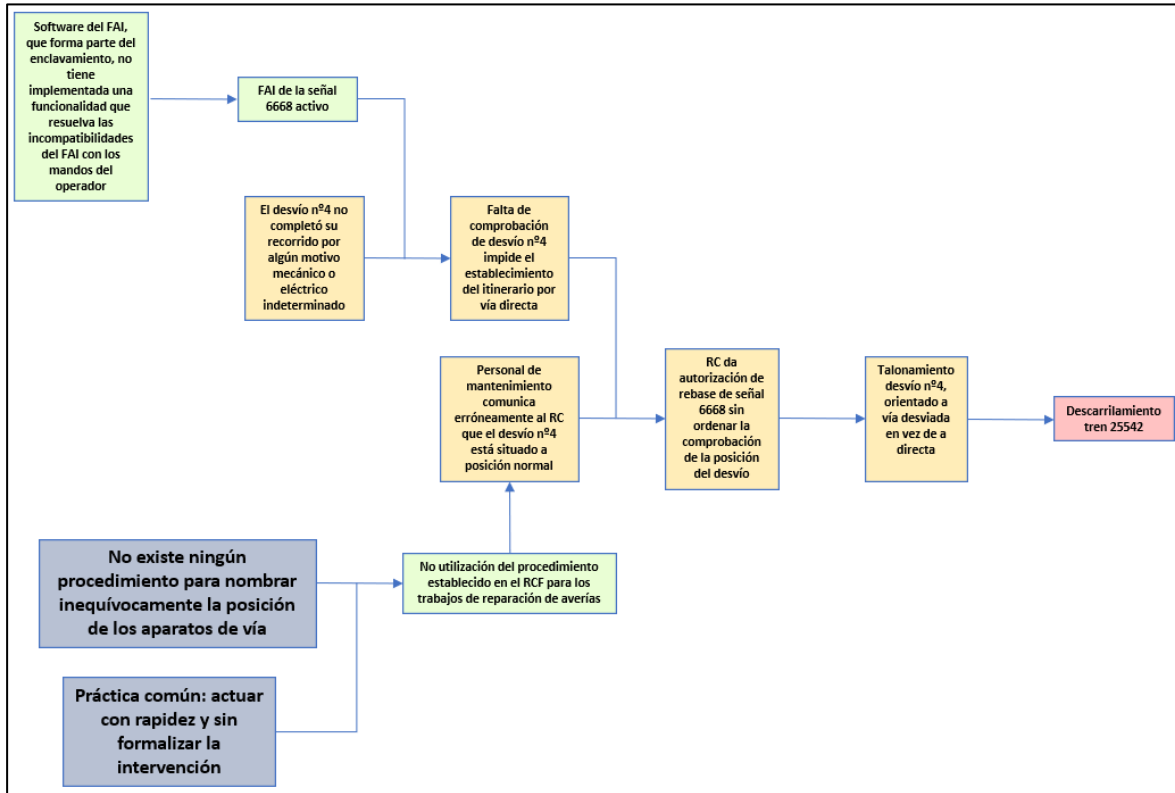 Software del FAI,
que forma parte del
enclavamiento, no
tiene
implementada una
funcionalidad que
resuelva las
incompatibilidades
del FAI con los
mandos del
operador
FAI de la señal
6668 activo
El desvío nº4 no
completó su
recorrido por
algún motivo
mecánico o
eléctrico
indeterminado
Falta de
comprobación
de desvío nº4
impide el
establecimiento
del itinerario por
vía directa
Personal de
mantenimiento
comunica
erróneamente al RC
que el desvío nº4
está situado a
posición normal
RC da
autorización de
rebase de señal
6668 sin
ordenar la
comprobación
de la posición
del desvío
Talonamiento
desvío nº4,
orientado a
vía desviada
en vez de a
directa
Descarrilamiento
tren 25542
No existe ningún
procedimiento para nombrar
inequívocamente la posición
de los aparatos de vía
No utilización del procedimiento
establecido en el RCF para los
trabajos de reparación de averías
Práctica común: actuar
con rapidez y sin
formalizar la
intervención